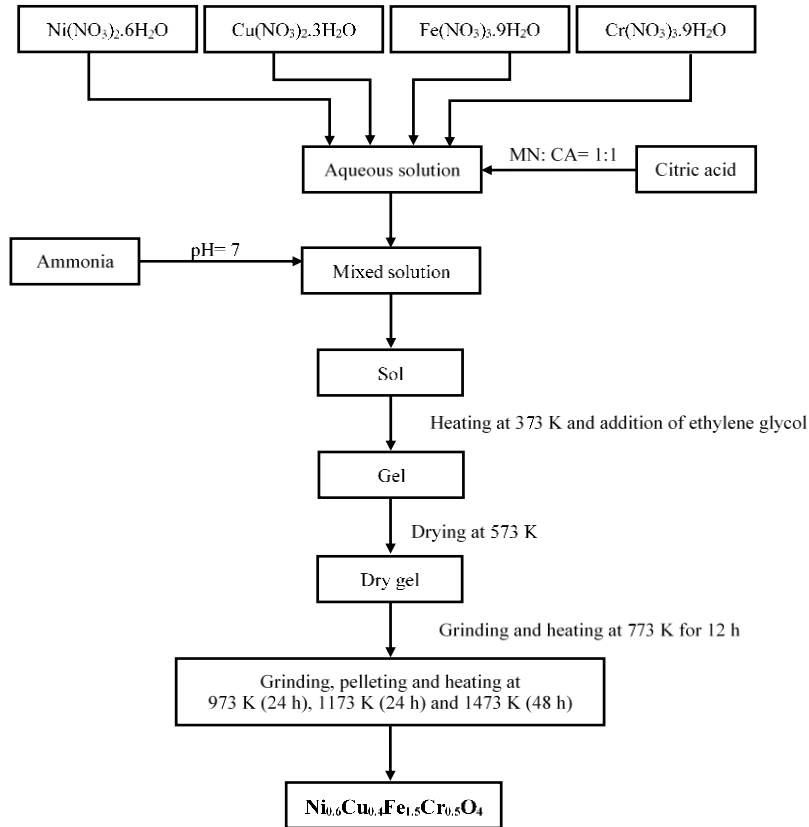 Ni(NO₃)₂.6H₂O
Cu(NO₃)₂.3H₂O
Fe(NO₃)₃.9H₂O
Cr(NO₃)₃.9H₂O
Aqueous solution
MN: CA= 1:1
Citric acid
Ammonia
pH= 7
Mixed solution
Sol
Heating at 373 K and addition of ethylene glycol
Gel
Drying at 573 K
Dry gel
Grinding and heating at 773 K for 12 h
Grinding, pelleting and heating at
973 K (24 h), 1173 K (24 h) and 1473 K (48 h)
Ni₀.₆Cu₀.₄Fe₁.₅Cr₀.₅O₄